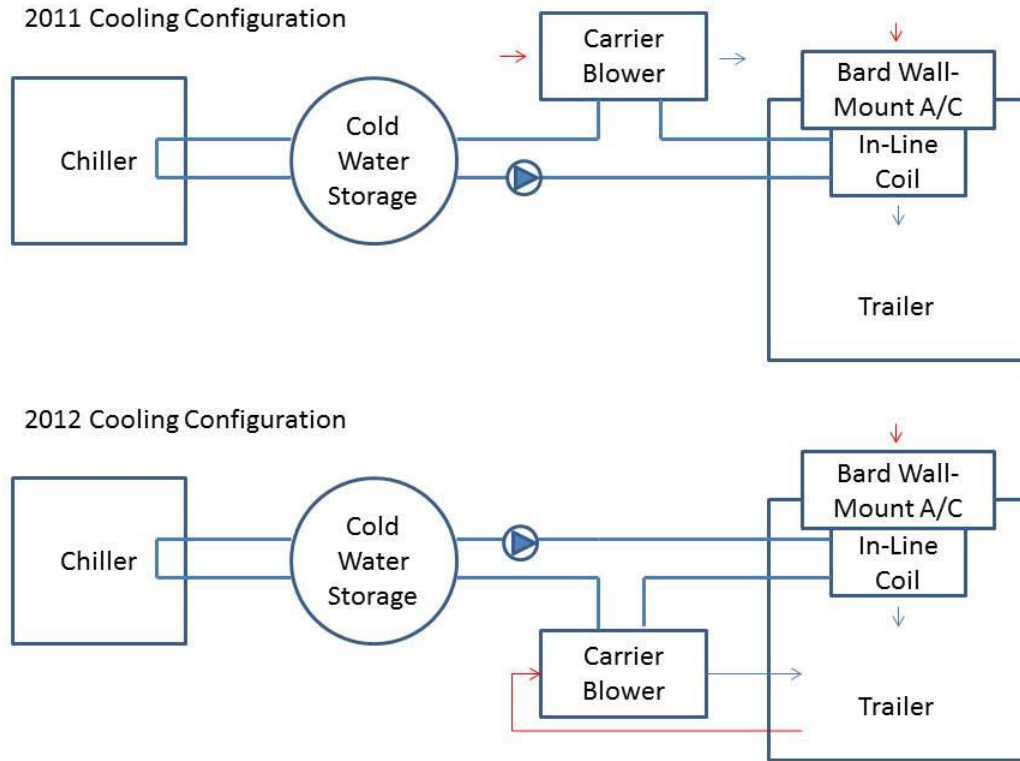 2011 Cooling Configuration
Carrier
Blower
Bard Wall-
Mount A/C
Chiller
Cold
Water
Storage
In-Line
Coil
Trailer
2012 Cooling Configuration
Bard Wall-
Mount A/C
Chiller
Cold
Water
Storage
In-Line
Coil
Carrier
Blower
Trailer